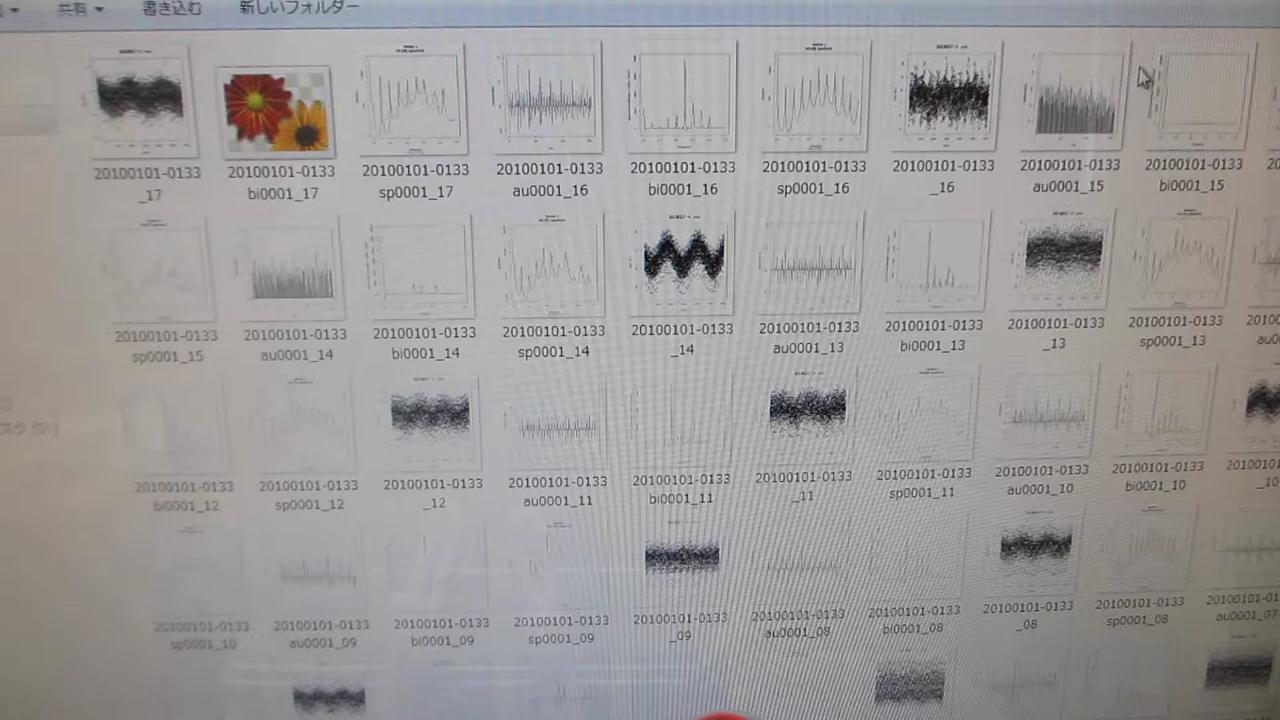 共有 書き込む 新しいフォルダー
20100101-0133 20100101-0133 20100101-0133 20100101-0133 20100101-0133 20100101-0133 20100101-0133 20100101-0133 20100101-0133
_17 bi0001_17 sp0001_17 au0001_16 bi0001_16 sp0001_16 _16 au0001_15 bi0001_15
20100101-0133 20100101-0133 20100101-0133 20100101-0133 20100101-0133 20100101-0133 20100101-0133 20100101-0133 20100101-0133
sp0001_15 au0001_14 bi0001_14 sp0001_14 _14 au0001_13 bi0001_13 _13 sp0001_13
20100101-0133 20100101-0133 20100101-0133 20100101-0133 20100101-0133 20100101-0133 20100101-0133 20100101-0133 20100101-0133
bi0001_12 sp0001_12 _12 au0001_11 bi0001_11 _11 sp0001_11 au0001_10 bi0001_10
20100101-0133 20100101-0133 20100101-0133 20100101-0133 20100101-0133 20100101-0133 20100101-0133 20100101-0133 20100101-0133
sp0001_10 au0001_09 bi0001_09 sp0001_09 _09 au0001_08 bi0001_08 _08 sp0001_08